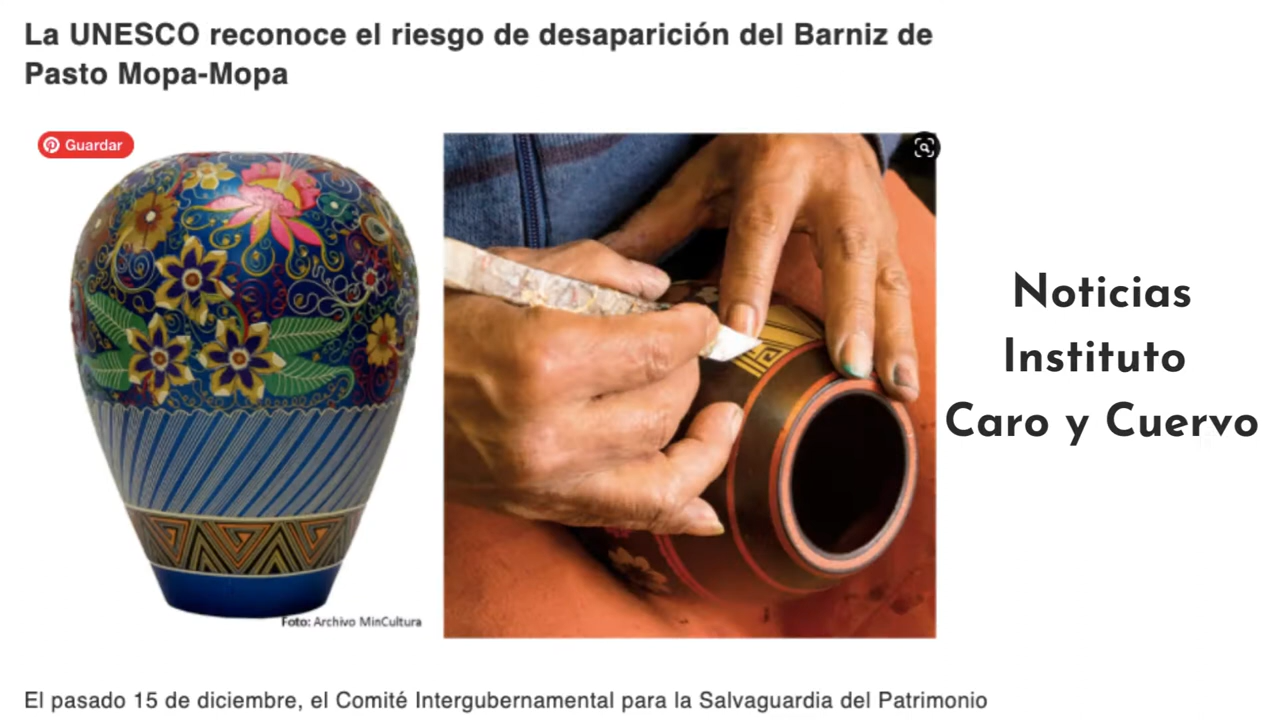 La UNESCO reconoce el riesgo de desaparición del Barniz de
Pasto Mopa-Mopa
Guardar
Noticias
Instituto
Caro y Cuervo
Foto: Archivo MinCultura
El pasado 15 de diciembre, el Comité Intergubernamental para la Salvaguardia del Patrimonio